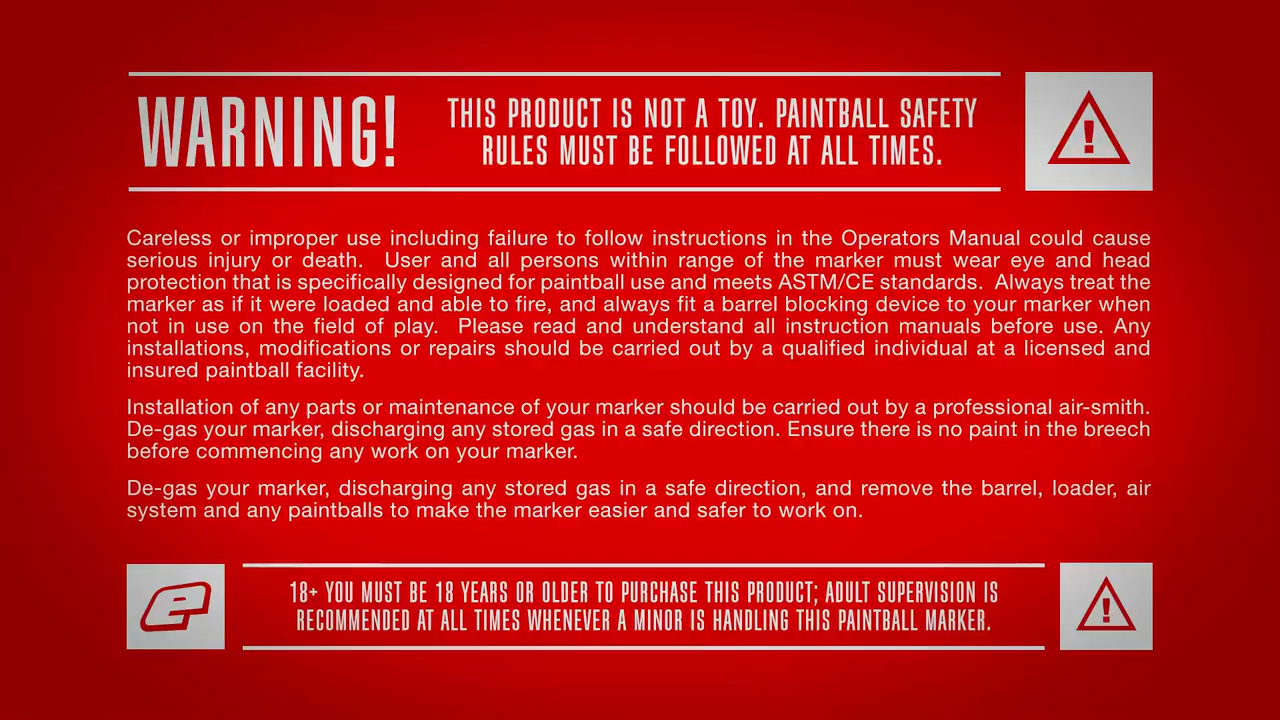 WARNING!
THIS PRODUCT IS NOT A TOY. PAINTBALL SAFETY
RULES MUST BE FOLLOWED AT ALL TIMES.
!
Careless or improper use including failure to follow instructions in the Operators Manual could cause
serious injury or death.  User and all persons within range of the marker must wear eye and head
protection that is specifically designed for paintball use and meets ASTM/CE standards.  Always treat the
marker as if it were loaded and able to fire, and always fit a barrel blocking device to your marker when
not in use on the field of play.  Please read and understand all instruction manuals before use. Any
installations, modifications or repairs should be carried out by a qualified individual at a licensed and
insured paintball facility.
Installation of any parts or maintenance of your marker should be carried out by a professional air-smith.
De-gas your marker, discharging any stored gas in a safe direction. Ensure there is no paint in the breech
before commencing any work on your marker.
De-gas your marker, discharging any stored gas in a safe direction, and remove the barrel, loader, air
system and any paintballs to make the marker easier and safer to work on.
e
18+ YOU MUST BE 18 YEARS OR OLDER TO PURCHASE THIS PRODUCT; ADULT SUPERVISION IS
RECOMMENDED AT ALL TIMES WHENEVER A MINOR IS HANDLING THIS PAINTBALL MARKER.
!